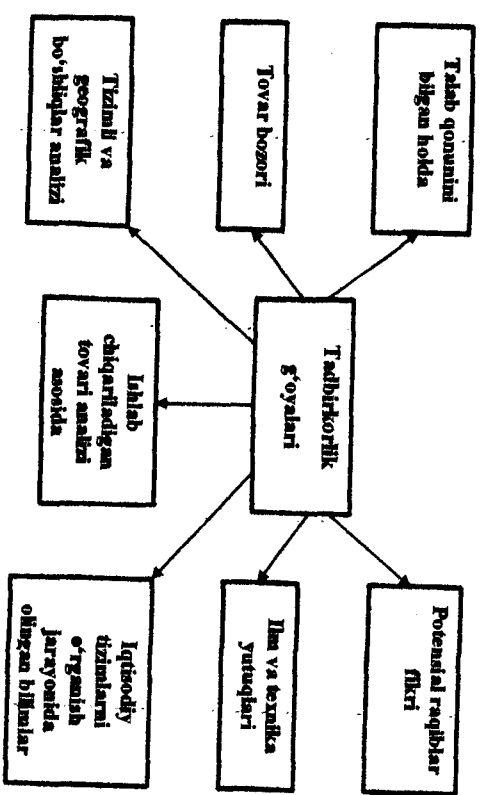 Talab qonunini
bilgan holda
Tovar bozori
Tizimli va
geografik
bo‘shliqlar analizi
Tadbirkorlik
g‘oyalari
Ishlab
chiqariladigan
tovari analizi
asosida
Potensial raqiblar
fikri
Ilm va texnika
yutuqlari
Iqtisodiy
tizimlarni
o‘rganish
jarayonida
olingan bilimlar